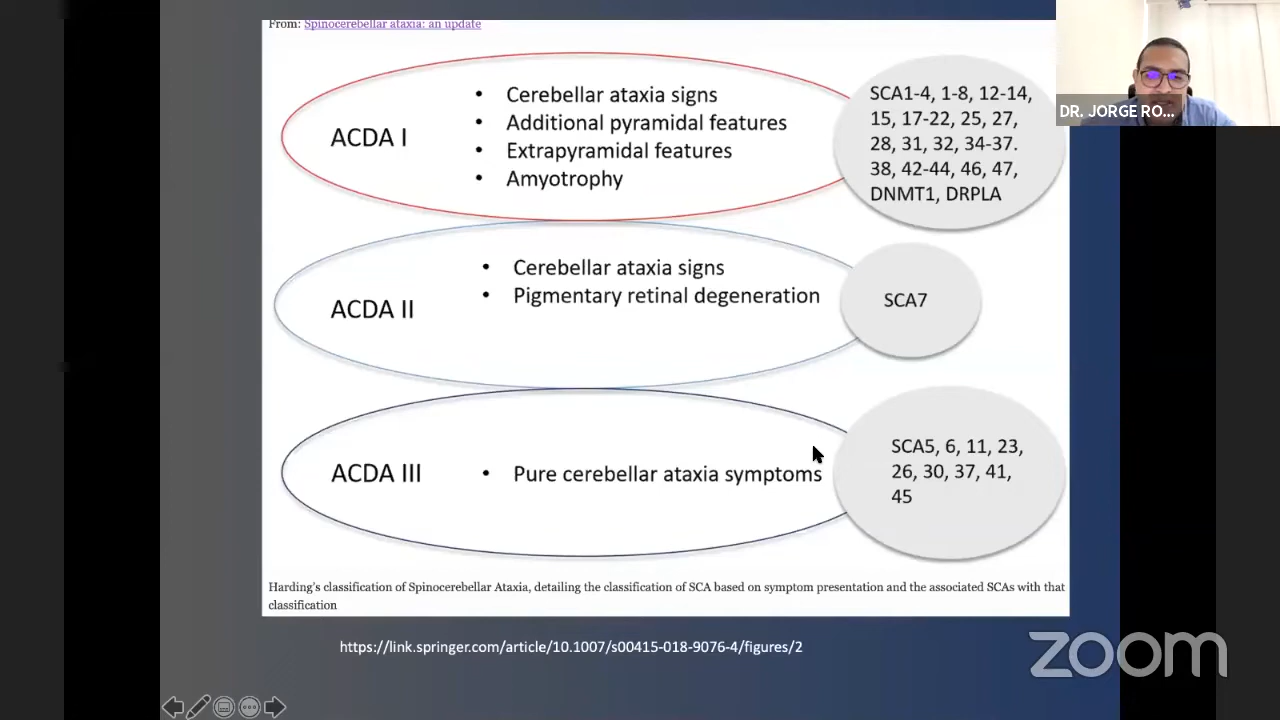 From: Spinocerebellar ataxia: an update
ACDA I
• Cerebellar ataxia signs
• Additional pyramidal features
• Extrapyramidal features
• Amyotrophy
SCA1-4, 1-8, 12-14,
15, 17-22, 25, 27,
28, 31, 32, 34-37.
38, 42-44, 46, 47,
DNMT1, DRPLA
DR. JORGE RO...
ACDA II
• Cerebellar ataxia signs
• Pigmentary retinal degeneration
SCA7
ACDA III
• Pure cerebellar ataxia symptoms
SCA5, 6, 11, 23,
26, 30, 37, 41,
45
Harding's classification of Spinocerebellar Ataxia, detailing the classification of SCA based on symptom presentation and the associated SCAs with that
classification
https://link.springer.com/article/10.1007/s00415-018-9076-4/figures/2
zoom